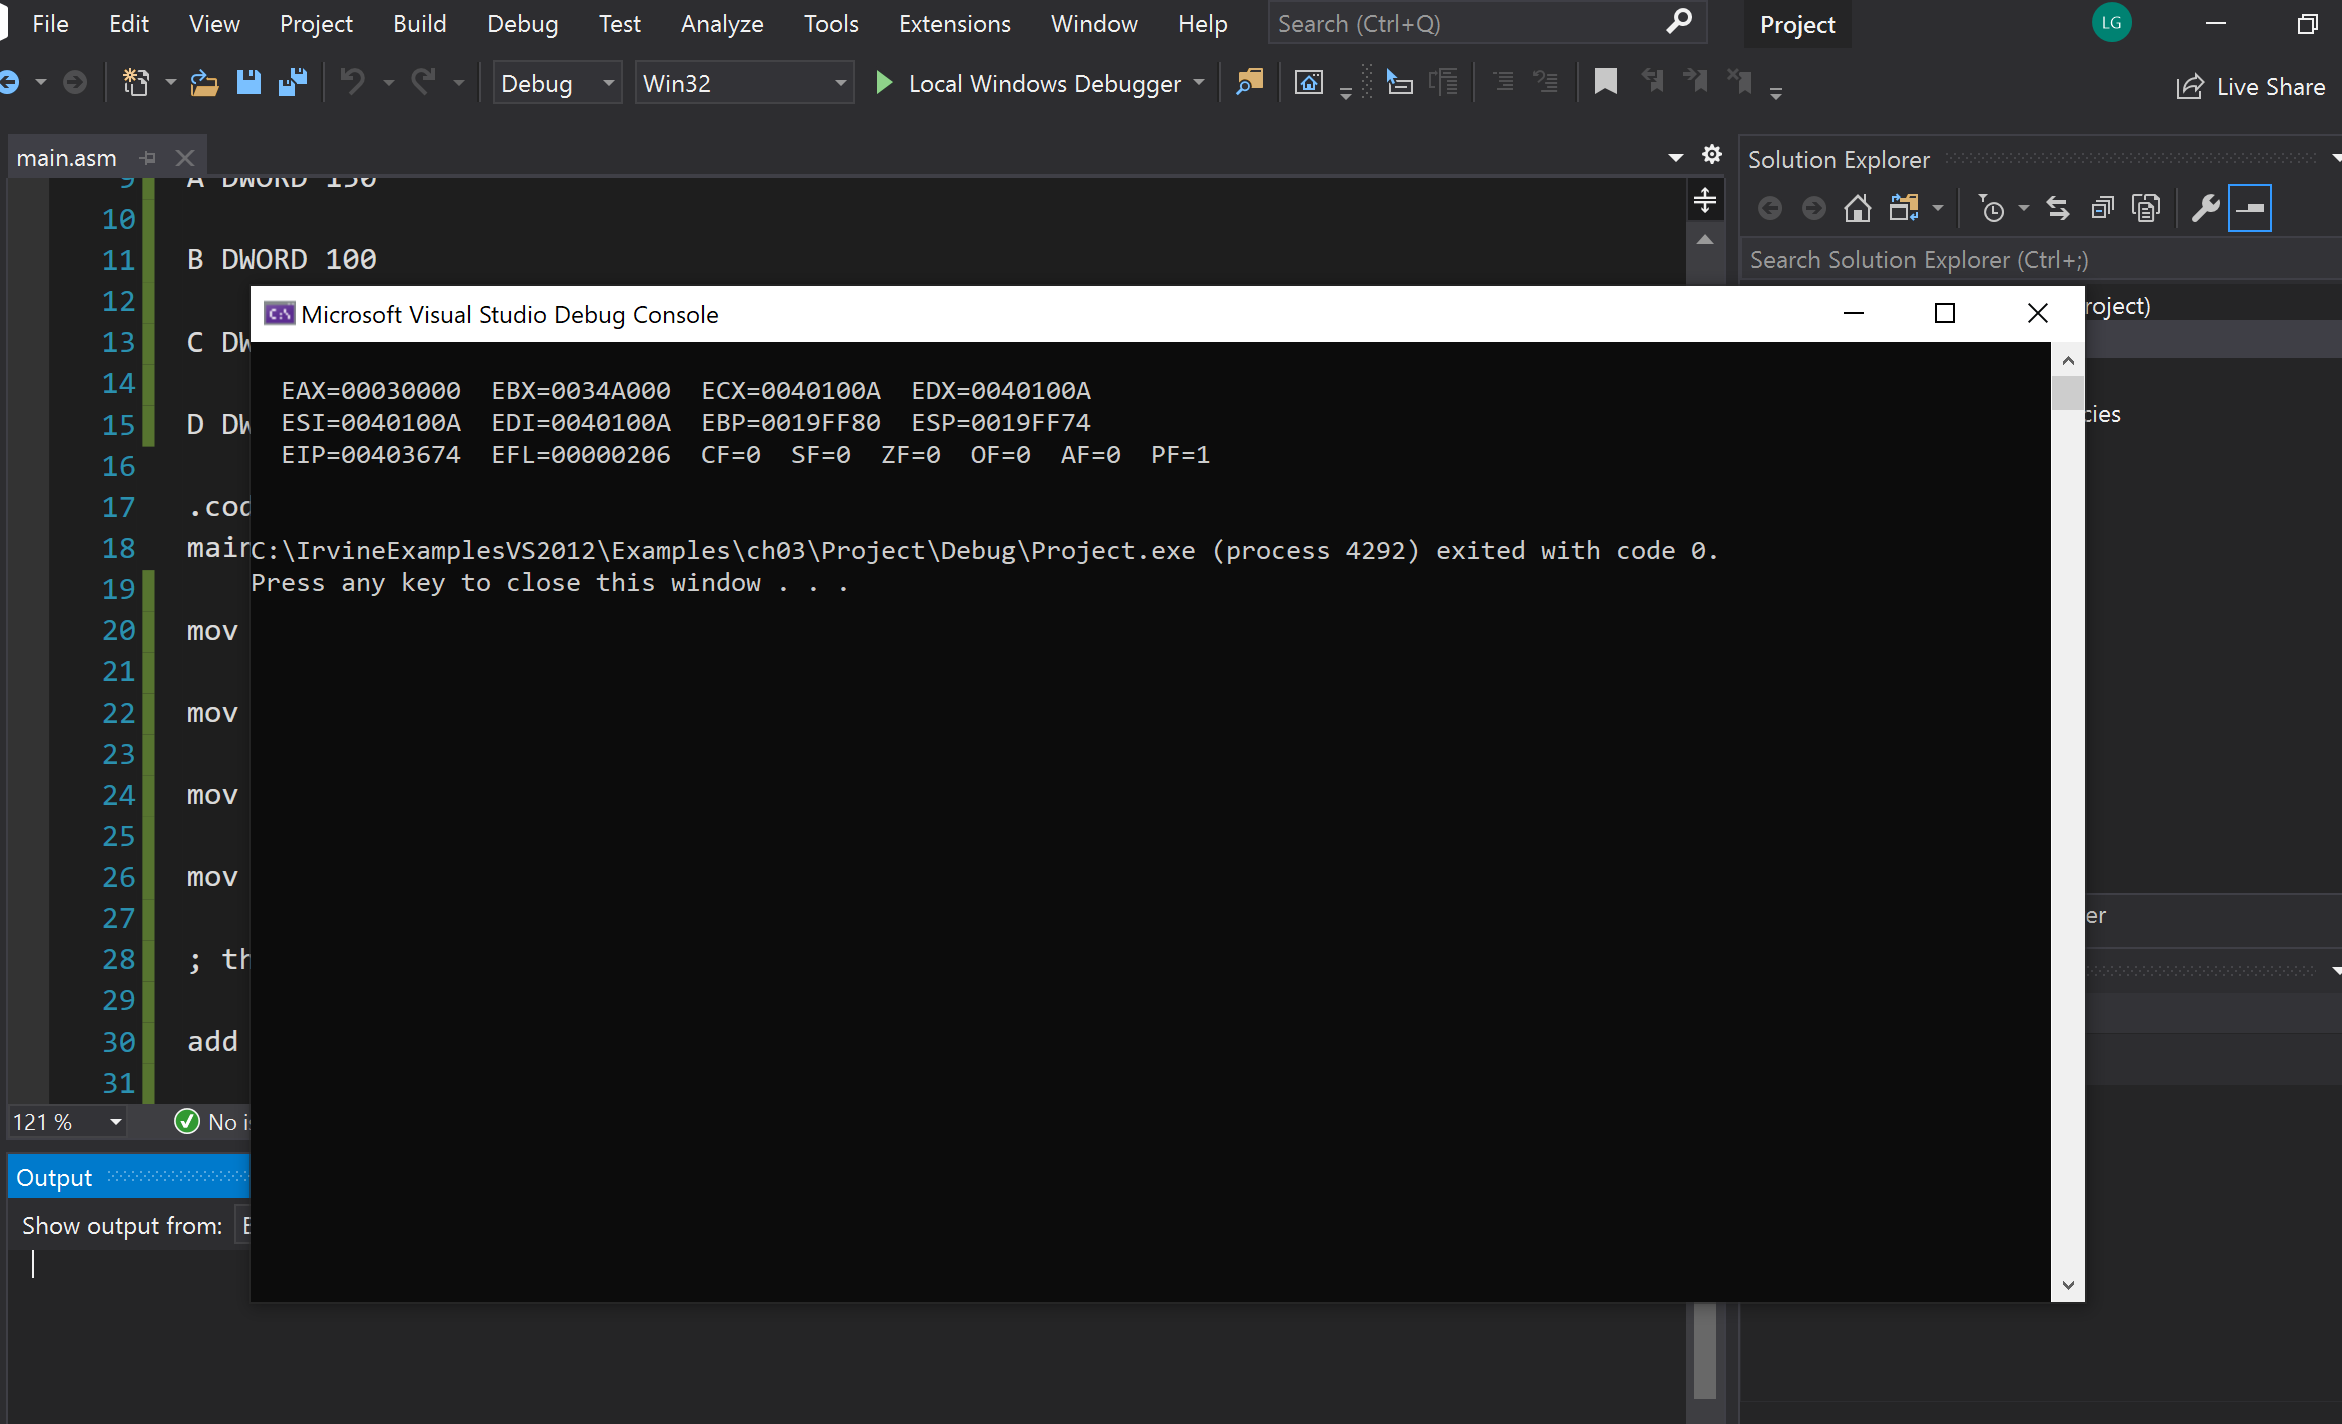 File Edit View Project Build Debug Test Analyze Tools Extensions Window Help Search (Ctrl+Q) Project LG
Debug Win32 Local Windows Debugger Live Share
main.asm
9 A DWORD 150
10
11 B DWORD 100
12
13 C DW
14
15 D DW
16
17 .cod
18 main
19
20 mov
21
22 mov
23
24 mov
25
26 mov
27
28 ; th
29
30 add
31
121 % No is
Output
Show output from:
Solution Explorer
Search Solution Explorer (Ctrl+;)
roject)
cies
er
Microsoft Visual Studio Debug Console
EAX=00030000 EBX=0034A000 ECX=0040100A EDX=0040100A
ESI=0040100A EDI=0040100A EBP=0019FF80 ESP=0019FF74
EIP=00403674 EFL=00000206 CF=0 SF=0 ZF=0 OF=0 AF=0 PF=1
C:\IrvineExamplesVS2012\Examples\ch03\Project\Debug\Project.exe (process 4292) exited with code 0.
Press any key to close this window . . .